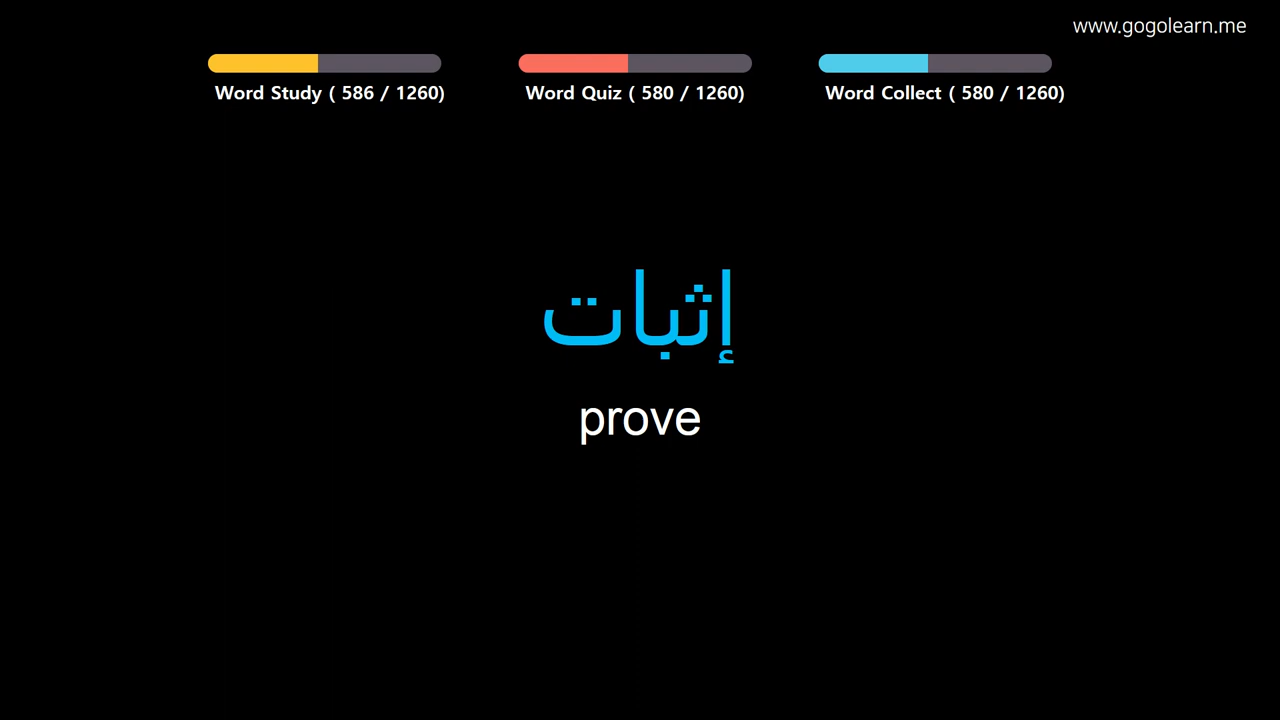 www.gogolearn.me
Word Study ( 586 / 1260)
Word Quiz ( 580 / 1260)
Word Collect ( 580 / 1260)
إثبات
prove